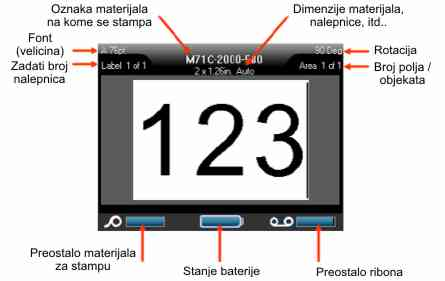 Oznaka materijala
na kome se stampa
Dimenzije materijala,
nalepnice, itd..
Font
(velicina)
Zadati broj
nalepnica
A 75pt
Label 1 of 1
M71C-2000-580
2 x 1.26in. Auto
90 Deg
Area 1 of 1
Rotacija
Broj polja /
objekata
123
Preostalo materijala
za stampu
Stanje baterije
Preostalo ribona